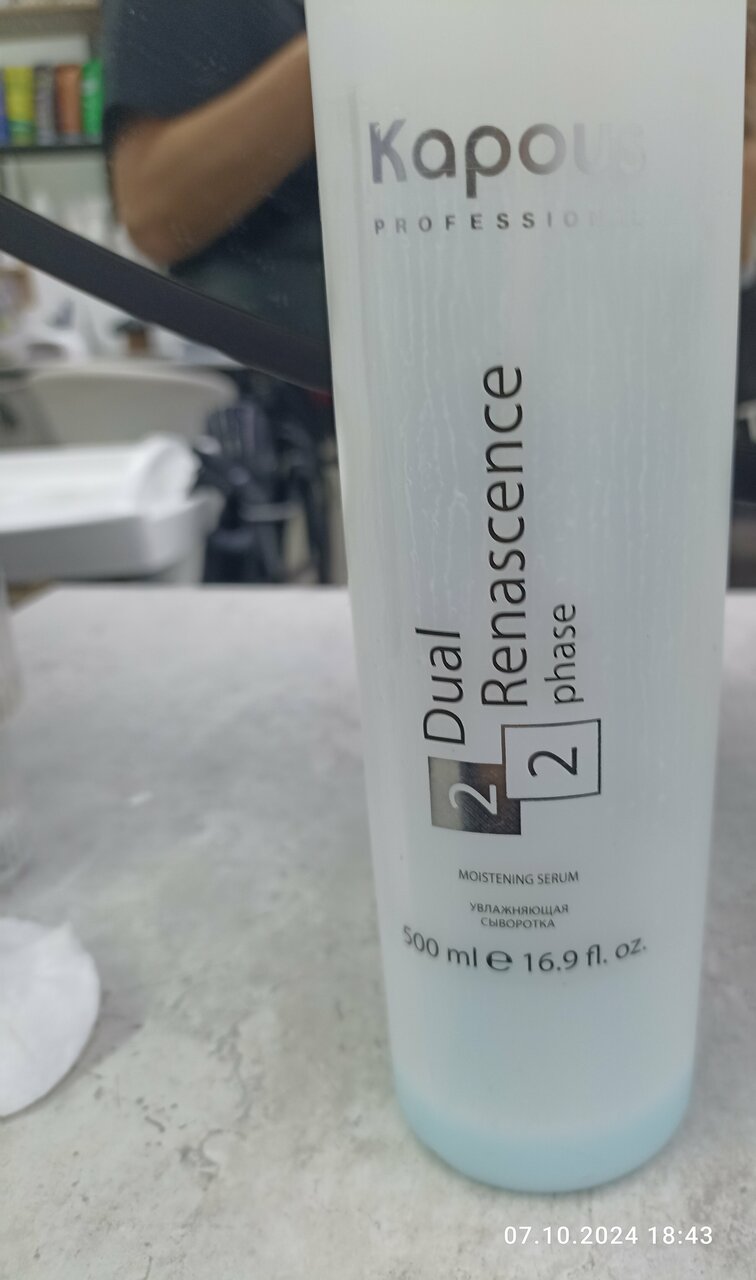 Kapous
PROFESSIONAL
2 Dual
Renascence
2 phase
MOISTENING SERUM
УВЛАЖНЯЮЩАЯ
СЫВОРОТКА
500 ml ℮ 16.9 fl. oz.
07.10.2024 18:43